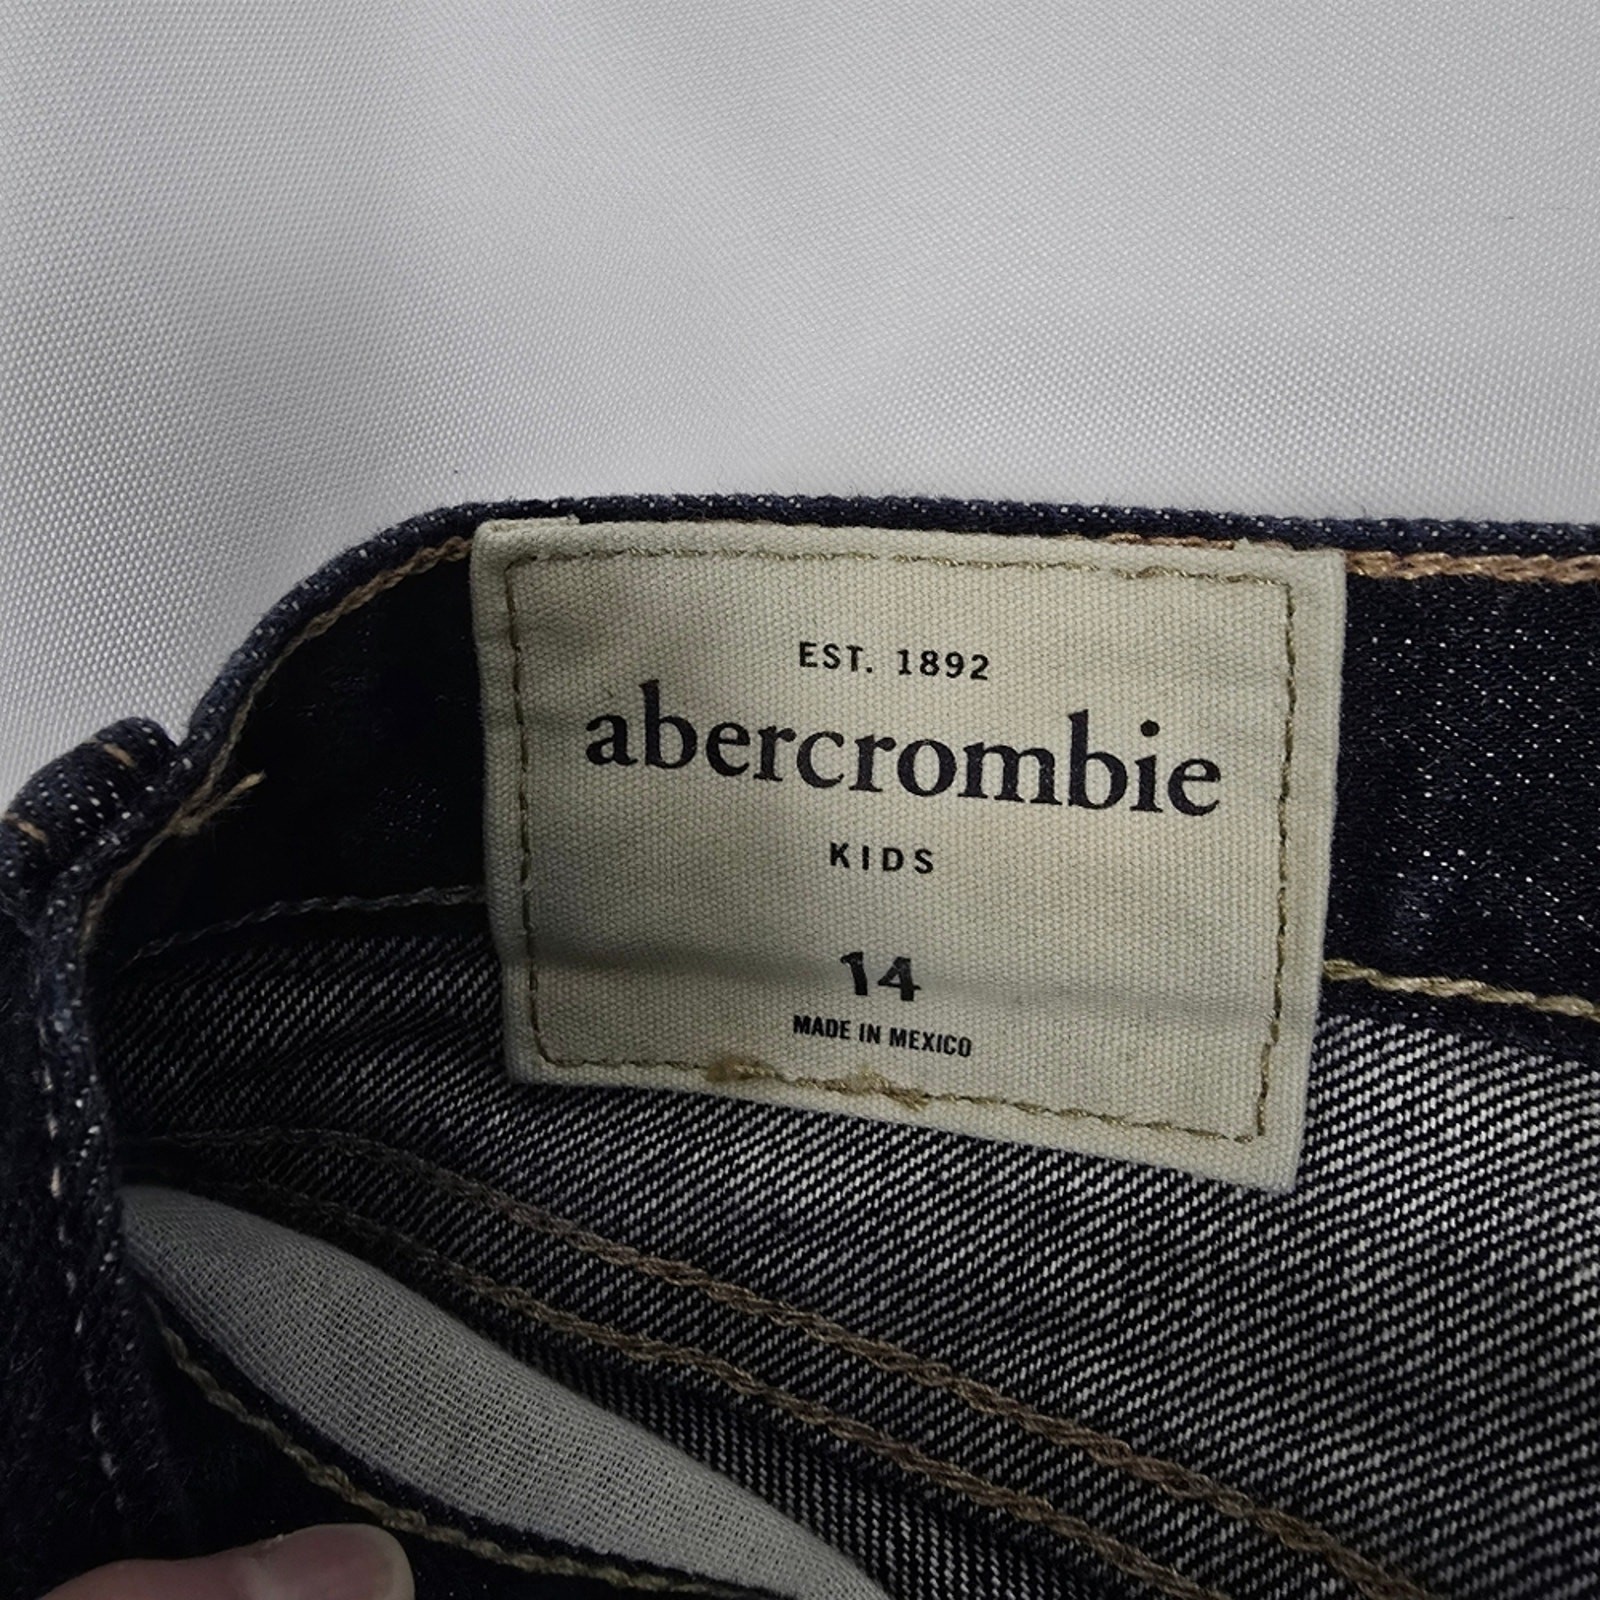 EST. 1892
abercrombie
KIDS
14
MADE IN MEXICO